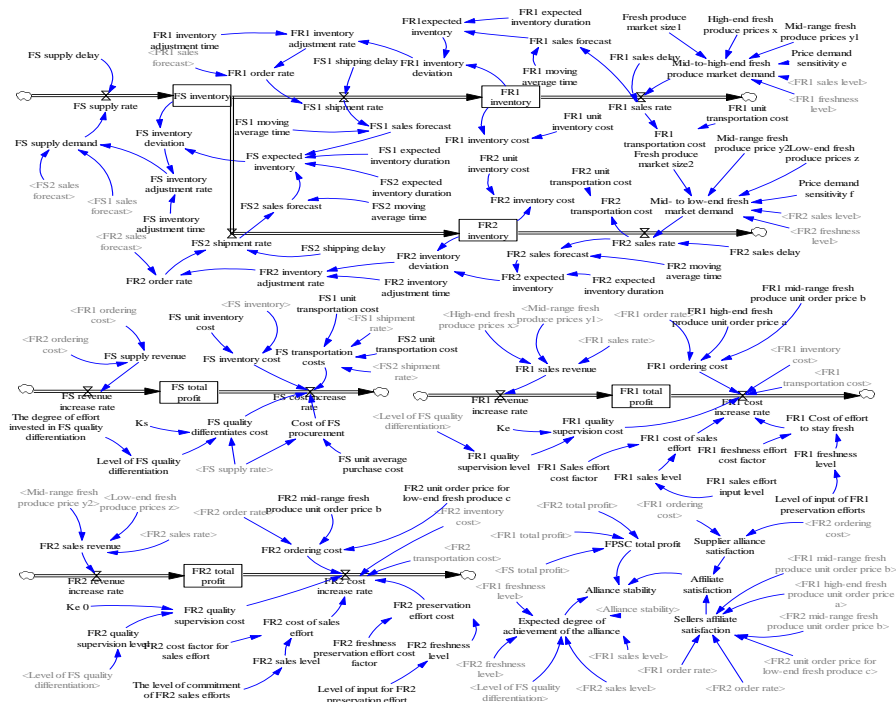 FS supply delay
<FR1 sales
forecast>
FR1 inventory
adjustment time
FR1 inventory
adjustment rate
FR1expected
inventory
FR1 expected
inventory duration
FR1 inventory
deviation
FR1 sales forecast
FR1 moving
average time
Fresh produce
market size1
High-end fresh
produce prices x
Mid-range fresh
produce prices y1
Price demand
sensitivity e
Mid-to-high-end fresh
produce market demand
<FR1 sales level>
<FR1 freshness level>
FR1 order rate
FS1 shipping delay
FR1 sales delay
FS supply rate
FS inventory
FS1 shipment rate
FR1
inventory
FR1 sales rate
FR1 unit
transportation cost
FR1
transportation cost
FS supply demand
FS inventory
deviation
FS1 moving
average time
FS1 sales forecast
FR1 inventory cost
FR1 unit
inventory cost
<FS2 sales
forecast>
<FS1 sales
forecast>
FS inventory
adjustment rate
FS inventory
adjustment time
FS expected
inventory
FS1 expected
inventory duration
FS2 expected
inventory duration
FS2 sales forecast
FS2 moving
average time
FR2 unit
inventory cost
FR2 inventory cost
FR2 unit
transportation cost
FR2
transportation cost
Fresh produce
market size2
Mid-range fresh
produce price y2
Low-end fresh
produce prices z
Price demand
sensitivity f
Mid- to low-end fresh
market demand
<FR2 sales level>
<FR2 freshness
level>
<FR2 sales
forecast>
FS2 shipment rate
FS2 shipping delay
FR2
inventory
FR2 sales rate
FR2 sales delay
FR2 order rate
FR2 inventory
adjustment rate
FR2 inventory
adjustment time
FR2 inventory
deviation
FR2 expected
inventory
FR2 sales forecast
FR2 expected
inventory duration
FR2 moving
average time
<FR1 ordering
cost>
<FR2 ordering
cost>
FS supply revenue
FS unit inventory
cost
<FS inventory>
FS inventory cost
FS1 unit
transportation cost
<FS1 shipment
rate>
FS transportation
costs
FS2 unit
transportation cost
<FS2 shipment
rate>
FS revenue
increase rate
FS total
profit
FS cost increase
rate
The degree of effort
invested in FS quality
differentiation
Ks
FS quality
differentiates cost
Level of FS quality
differentiation
<FS supply rate>
Cost of FS
procurement
FS unit average
purchase cost
<High-end fresh
produce prices x>
<Mid-range fresh
produce prices y1>
<FR1 sales rate>
FR1 sales revenue
<FR1 order rate>
FR1 high-end fresh
produce unit order price a
FR1 mid-range fresh
produce unit order price b
FR1 ordering cost
<FR1 inventory
cost>
<FR1
transportation cost>
FR1 revenue
increase rate
FR1 total
profit
FR1 cost
increase rate
<Level of FS quality
differentiation>
Ke
FR1 quality
supervision cost
FR1 quality
supervision level
FR1 Sales effort
cost factor
FR1 cost of sales
effort
FR1 sales level
FR1 sales effort
input level
FR1 freshness effort
cost factor
FR1 Cost of effort
to stay fresh
FR1 freshness
level
Level of input of FR1
preservation efforts
<Mid-range fresh
produce price y2>
<Low-end fresh
produce prices z>
<FR2 sales rate>
FR2 sales revenue
<FR2 order rate>
FR2 mid-range fresh
produce unit order price b
FR2 unit order price for
low-end fresh produce c
FR2 ordering cost
<FR2 inventory
cost>
<FR2
transportation cost>
FR2 revenue
increase rate
FR2 total
profit
FR2 cost
increase rate
Ke 0
FR2 quality
supervision cost
FR2 quality
supervision level
<Level of FS quality
differentiation>
FR2 cost factor for
sales effort
FR2 cost of sales
effort
FR2 sales level
The level of commitment
of FR2 sales efforts
FR2 freshness
preservation effort cost
factor
FR2 preservation
effort cost
FR2 freshness
level
Level of input for FR2
preservation effort
<FR2 total profit>
<FR1 total profit>
<FS total profit>
FPSC total profit
<FR1 ordering
cost>
<FR2 ordering
cost>
Supplier alliance
satisfaction
Alliance stability
Affiliate
satisfaction
Sellers affiliate
satisfaction
<FR1 mid-range fresh
produce unit order price b>
<FR1 high-end fresh
produce unit order price
a>
<FR2 mid-range fresh
produce unit order price b>
<FR2 unit order price for
low-end fresh produce c>
<FR1 order rate>
<FR2 order rate>
<FR1 freshness
level>
Expected degree of
achievement of the alliance
<Alliance stability>
<FR2 freshness level>
<Level of FS quality
differentiation>
<FR1 sales level>
<FR2 sales
level>